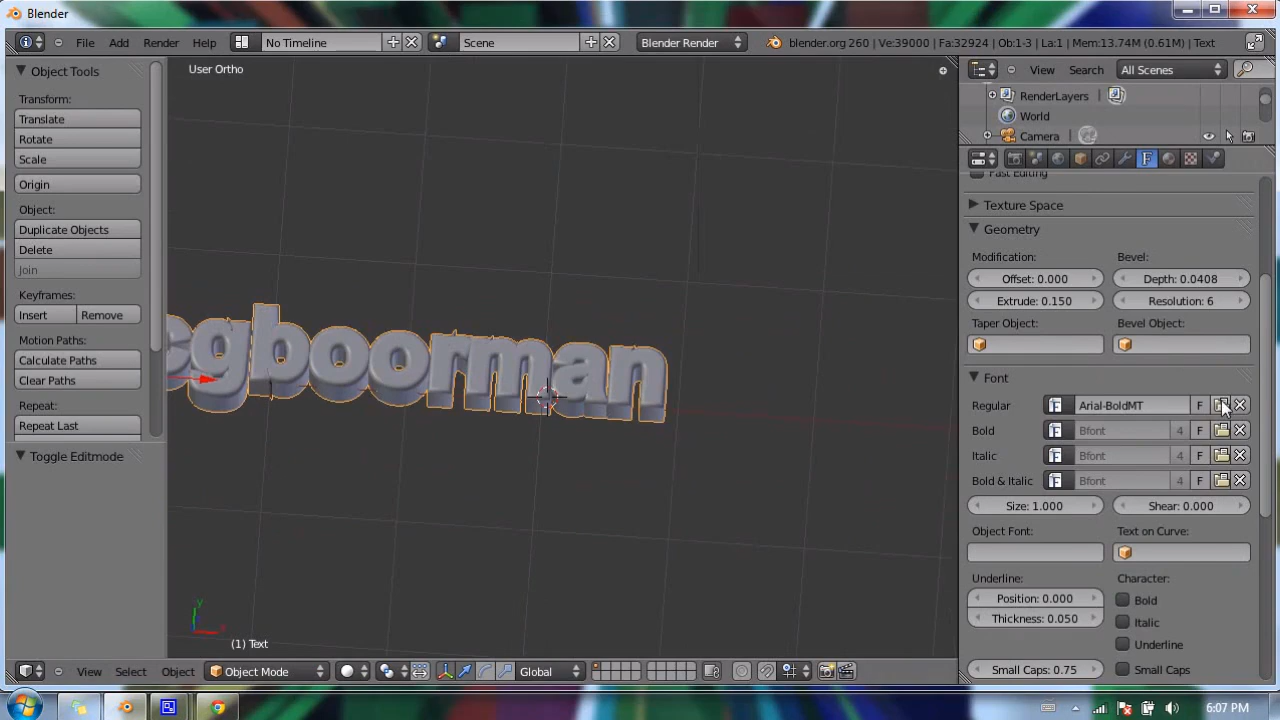 Blender
File Add Render Help No Timeline Scene Blender Render blender.org 260 | Ve:39000 | Fa:32924 | Ob:1-3 | La:1 | Mem:13.74M (0.61M) | Text
Object Tools
Transform:
Translate
Rotate
Scale
Origin
Object:
Duplicate Objects
Delete
Join
Keyframes:
Insert Remove
Motion Paths:
Calculate Paths
Clear Paths
Repeat:
Repeat Last
Toggle Editmode
User Ortho
cgboorman
y
x
(1) Text
View Select Object Object Mode Global
View Search All Scenes
RenderLayers |
World
Camera |
Fast Editing
Texture Space
Geometry
Modification: Bevel:
Offset: 0.000 Depth: 0.0408
Extrude: 0.150 Resolution: 6
Taper Object: Bevel Object:
Font
Regular Arial-BoldMT F
Bold Bfont 4 F
Italic Bfont 4 F
Bold & Italic Bfont 4 F
Size: 1.000 Shear: 0.000
Object Font: Text on Curve:
Underline: Character:
Position: 0.000 Bold
Thickness: 0.050 Italic
Underline
Small Caps: 0.75 Small Caps
6:07 PM